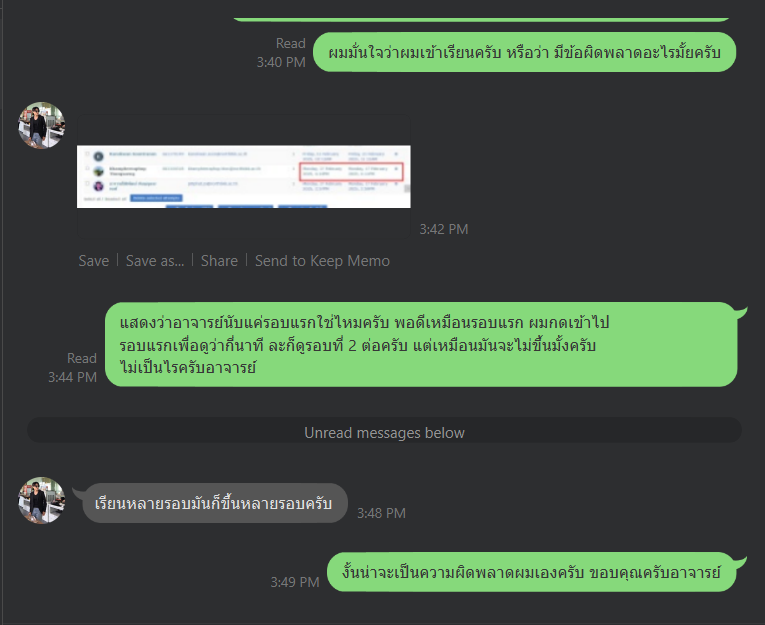 Read
3:40 PM
ผมมั่นใจว่าผมเข้าเรียนครับ หรือว่า มีข้อผิดพลาดอะไรมั้ยครับ
3:42 PM
Save
Save as...
Share
Send to Keep Memo
แสดงว่าอาจารย์นับแค่รอบแรกใช่ไหมครับ พอดีเหมือนรอบแรก ผมกดเข้าไป
รอบแรกเพื่อดูว่ากี่นาที ละก็ดูรอบที่ 2 ต่อครับ แต่เหมือนมันจะไม่ขึ้นมั้งครับ
ไม่เป็นไรครับอาจารย์
Read
3:44 PM
Unread messages below
เรียนหลายรอบมันก็ขึ้นหลายรอบครับ
3:48 PM
3:49 PM
งั้นน่าจะเป็นความผิดพลาดผมเองครับ ขอบคุณครับอาจารย์